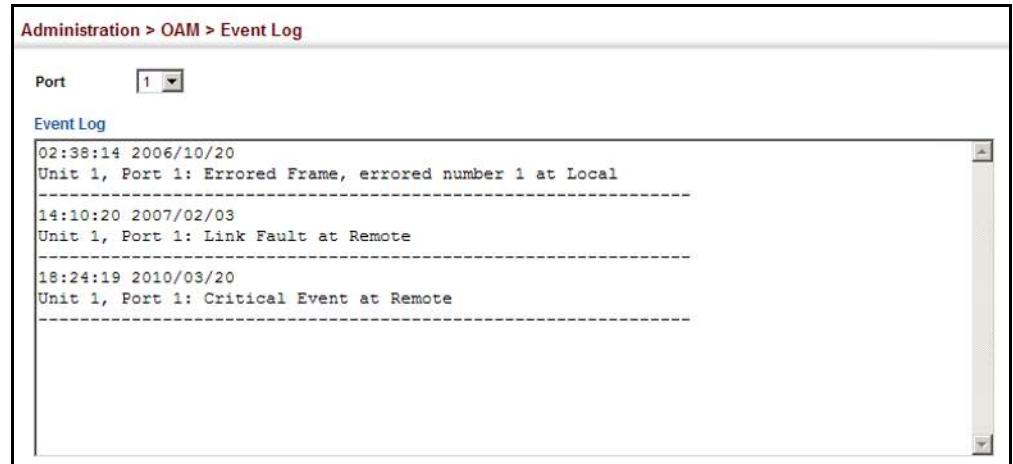 Administration > OAM > Event Log
Port 1
Event Log
02:38:14 2006/10/20
Unit 1, Port 1: Errored Frame, errored number 1 at Local
---------------------------------------------------------------
14:10:20 2007/02/03
Unit 1, Port 1: Link Fault at Remote
---------------------------------------------------------------
18:24:19 2010/03/20
Unit 1, Port 1: Critical Event at Remote
---------------------------------------------------------------